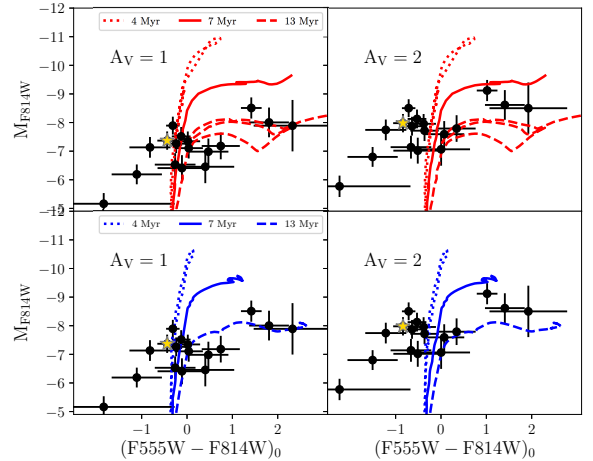 4 Myr 7 Myr 13 Myr
A_V = 1
A_V = 2
M_F814W
−12
−11
−10
−9
−8
−7
−6
−5
4 Myr 7 Myr 13 Myr
A_V = 1
A_V = 2
M_F814W
−12
−11
−10
−9
−8
−7
−6
−5
−1 0 1 2
−1 0 1 2
(F555W − F814W)_0
(F555W − F814W)_0